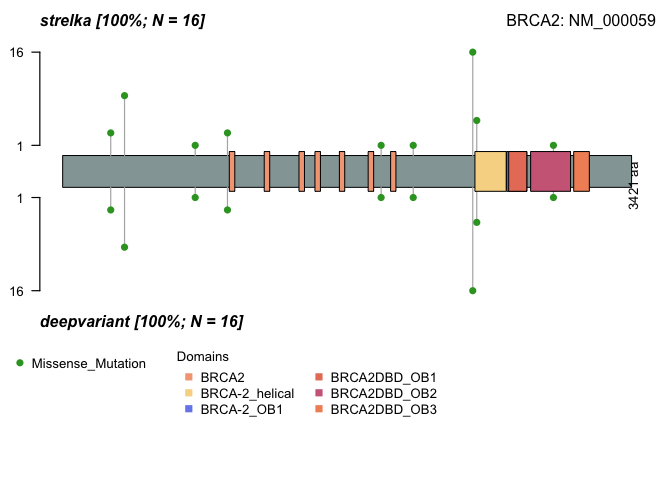 strelka [100%; N = 16]
BRCA2: NM_000059
16
1
1
16
3421 aa
deepvariant [100%; N = 16]
Missense_Mutation
Domains
BRCA2
BRCA-2_helical
BRCA-2_OB1
BRCA2DBD_OB1
BRCA2DBD_OB2
BRCA2DBD_OB3